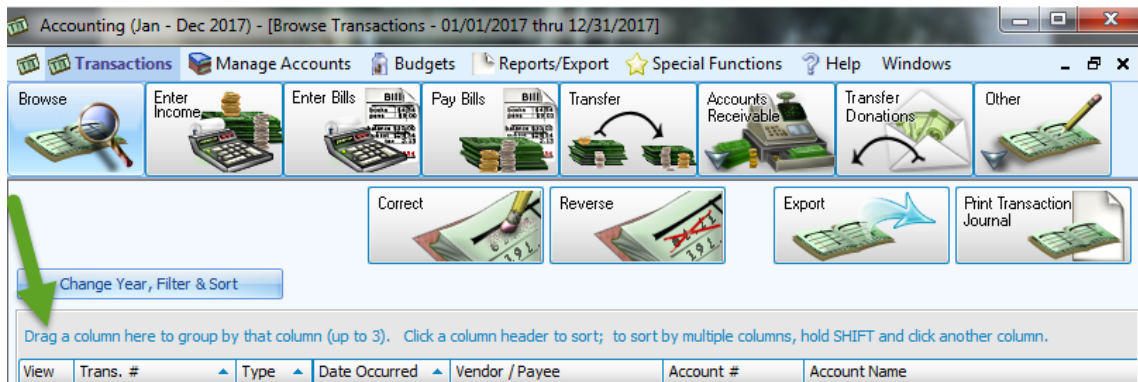 Accounting (Jan - Dec 2017) - [Browse Transactions - 01/01/2017 thru 12/31/2017]
Transactions Manage Accounts Budgets Reports/Export Special Functions Help Windows
Browse
Enter
Income
Enter Bills
BILL
Pay Bills
BILL
Transfer
Accounts
Receivable
Transfer
Donations
Other
Correct
Reverse
Export
Print Transaction
Journal
Change Year, Filter & Sort
Drag a column here to group by that column (up to 3). Click a column header to sort; to sort by multiple columns, hold SHIFT and click another column.
View Trans. # Type Date Occurred Vendor / Payee Account # Account Name